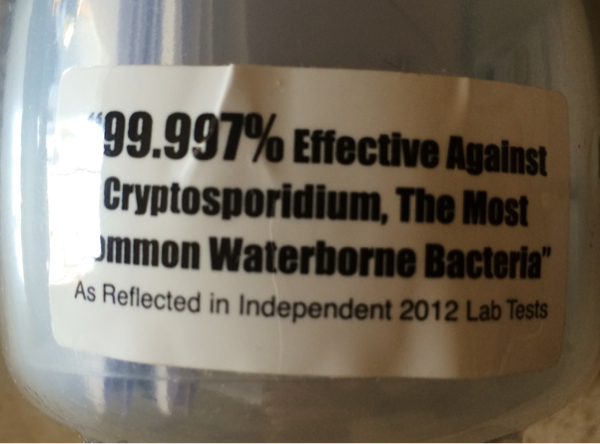 "99.997% Effective Against
Cryptosporidium, The Most
ommon Waterborne Bacteria"
As Reflected in Independent 2012 Lab Tests